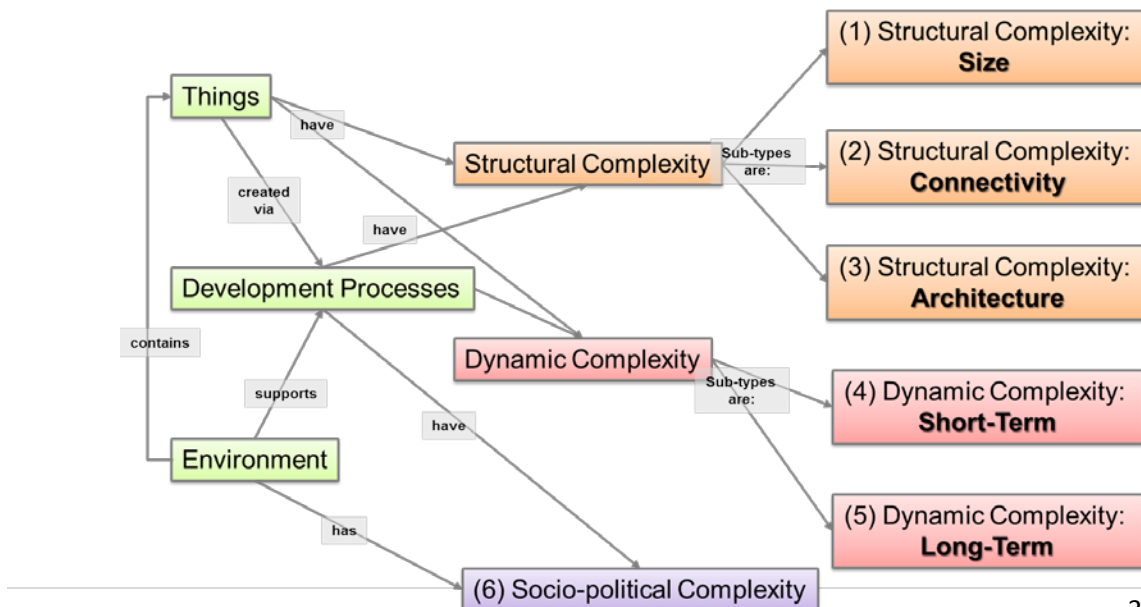 (1) Structural Complexity:
Size
Things
have
Structural Complexity
Sub-types
are:
(2) Structural Complexity:
Connectivity
created
via
have
(3) Structural Complexity:
Architecture
Development Processes
contains
Dynamic Complexity
Sub-types
are:
supports
have
(4) Dynamic Complexity:
Short-Term
Environment
has
(5) Dynamic Complexity:
Long-Term
(6) Socio-political Complexity